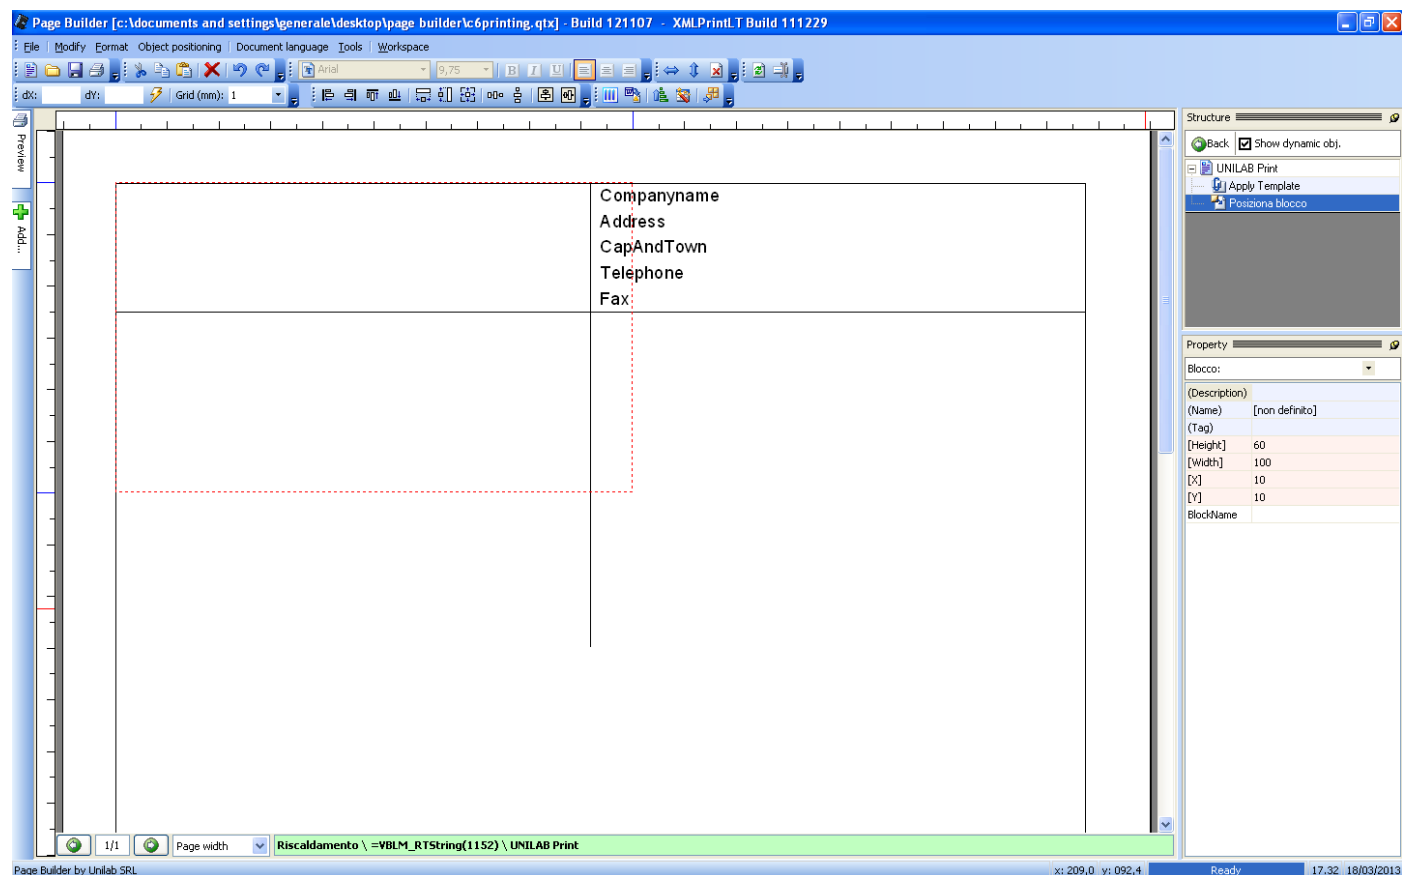 Page Builder [c:\documents and settings\generale\desktop\page builder\c6printing.qtx] - Build 121107 - XMLPrintLT Build 111229
File Modify Format Object positioning Document language Tools Workspace
Arial 9,75 B I U
dX: dY: Grid (mm): 1
Preview
Add...
Companyname
Address
CapAndTown
Telephone
Fax
Structure
Back Show dynamic obj.
UNILAB Print
Apply Template
Posiziona blocco
Property
Blocco:
(Description)
(Name) [non definito]
(Tag)
[Height] 60
[Width] 100
[X] 10
[Y] 10
BlockName
1/1 Page width Riscaldamento \ =VBLM_RTString(1152) \ UNILAB Print
Page Builder by Unilab SRL x: 209,0 y: 092,4 Ready 17.32 18/03/2013